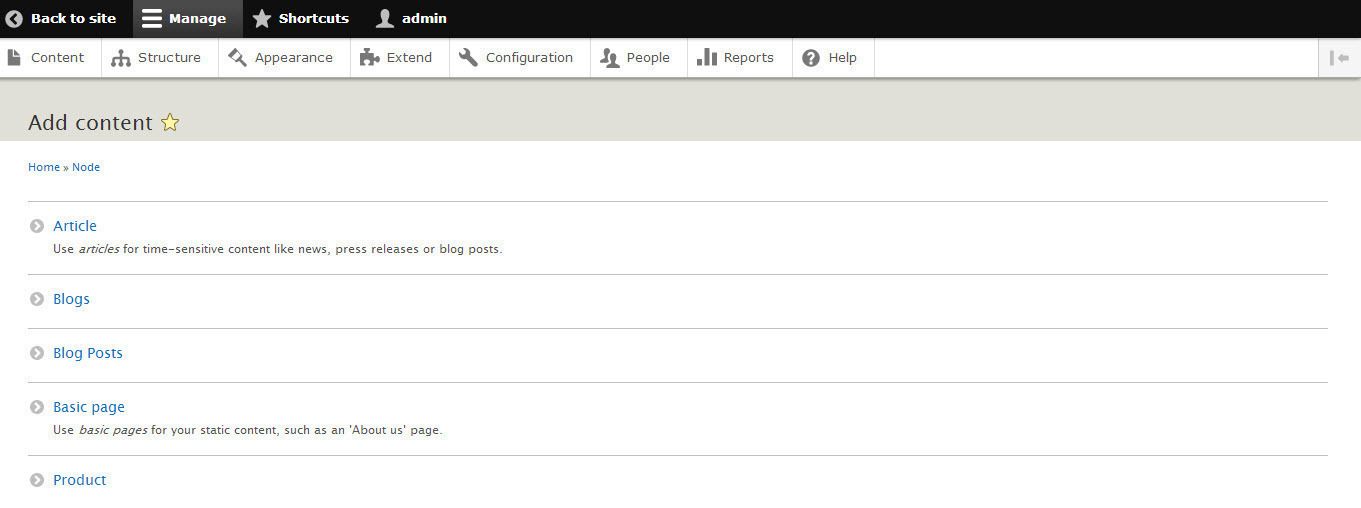 Back to site Manage Shortcuts admin
Content Structure Appearance Extend Configuration People Reports Help
Add content
Home » Node
Article
Use articles for time-sensitive content like news, press releases or blog posts.
Blogs
Blog Posts
Basic page
Use basic pages for your static content, such as an 'About us' page.
Product